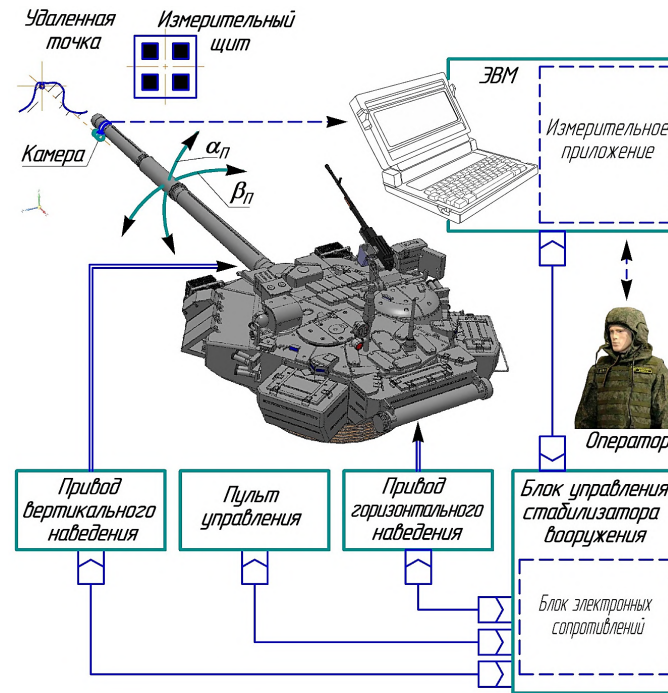 Удаленная
точка
Измерительный
щит
ЭВМ
Измерительное
приложение
Камера
αП
βП
Оператор
Привод
вертикального
наведения
Пульт
управления
Привод
горизонтального
наведения
Блок управления
стабилизатора
вооружения
Блок электронных
сопротивлений